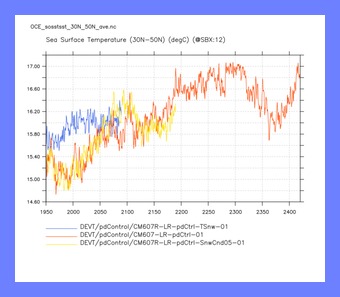 OCE_sosstsst_30N_50N_ave.nc
Sea Surface Temperature (30N-50N) (degC) (@SBX:12)
17.00
16.60
16.20
15.80
15.40
15.00
14.60
1950 2000 2050 2100 2150 2200 2250 2300 2350 2400
DEVT/pdControl/CM607R-LR-pdCtrl-TSnw-01
DEVT/pdControl/CM607-LR-pdCtrl-01
DEVT/pdControl/CM607R-LR-pdCtrl-SnwCnd05-01